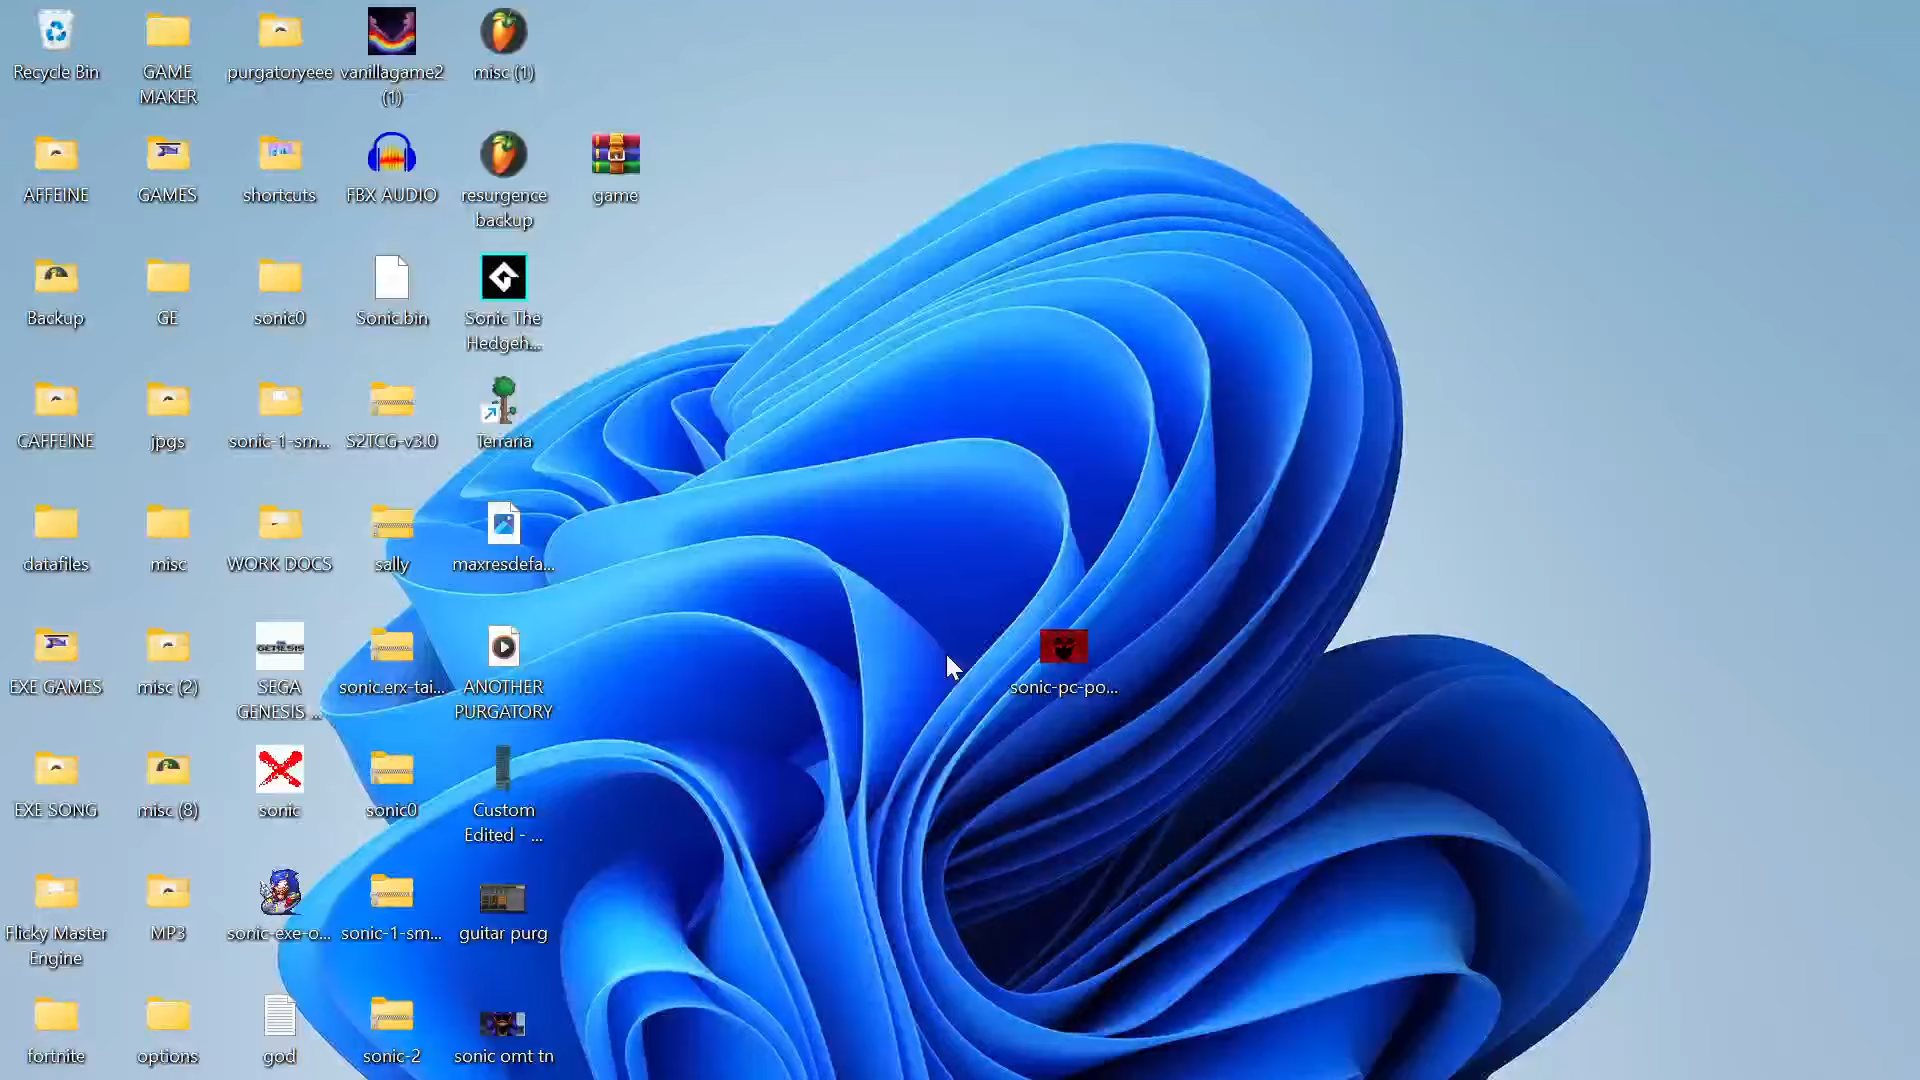 Recycle Bin
GAME
MAKER
purgatoryeee
vanillagame2
(1)
misc (1)
AFFEINE
GAMES
shortcuts
FBX AUDIO
resurgence
backup
game
Backup
GE
sonic0
Sonic.bin
Sonic The
Hedgeh...
CAFFEINE
jpgs
sonic-1-sm...
S2TCG-v3.0
Terraria
datafiles
misc
WORK DOCS
sally
maxresdefa...
EXE GAMES
misc (2)
GENESIS
SEGA
GENESIS ...
sonic.erx-tai...
ANOTHER
PURGATORY
sonic-pc-po...
EXE SONG
misc (8)
sonic
sonic0
Custom
Edited - ...
Flicky Master
Engine
MP3
sonic-exe-o...
sonic-1-sm...
guitar purg
fortnite
options
god
sonic-2
sonic omt tn